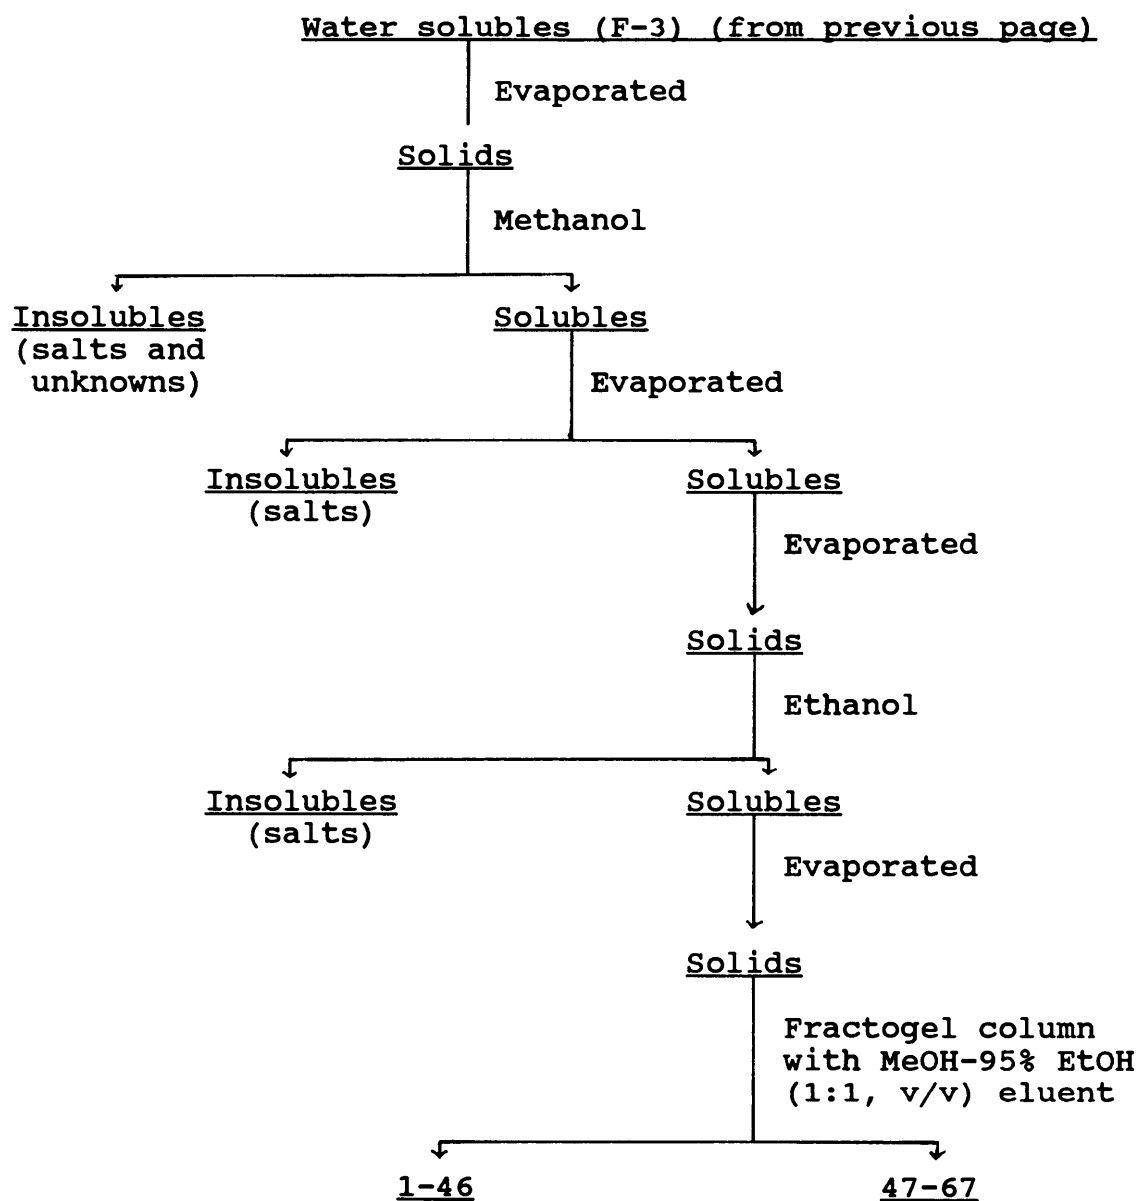 Water solubles (F-3) (from previous page)
Evaporated
Solids
Methanol
Insolubles
(salts and
unknowns)
Solubles
Evaporated
Insolubles
(salts)
Solubles
Evaporated
Solids
Ethanol
Insolubles
(salts)
Solubles
Evaporated
Solids
Fractogel column
with MeOH-95% EtOH
(1:1, v/v) eluent
1-46
47-67